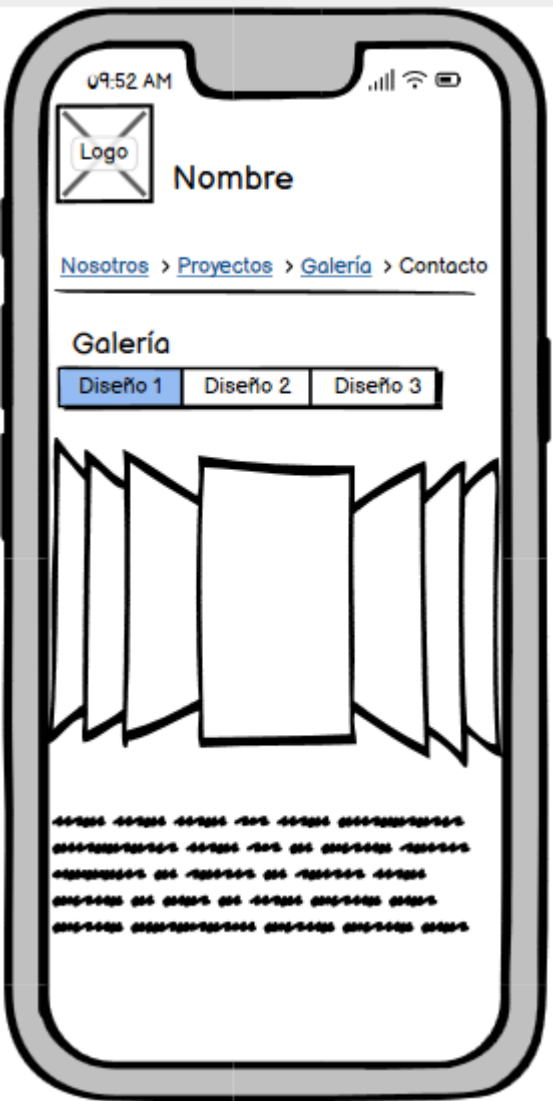 09:52 AM
Logo
Nombre
Nosotros > Proyectos > Galería > Contacto
Galería
Diseño 1 Diseño 2 Diseño 3